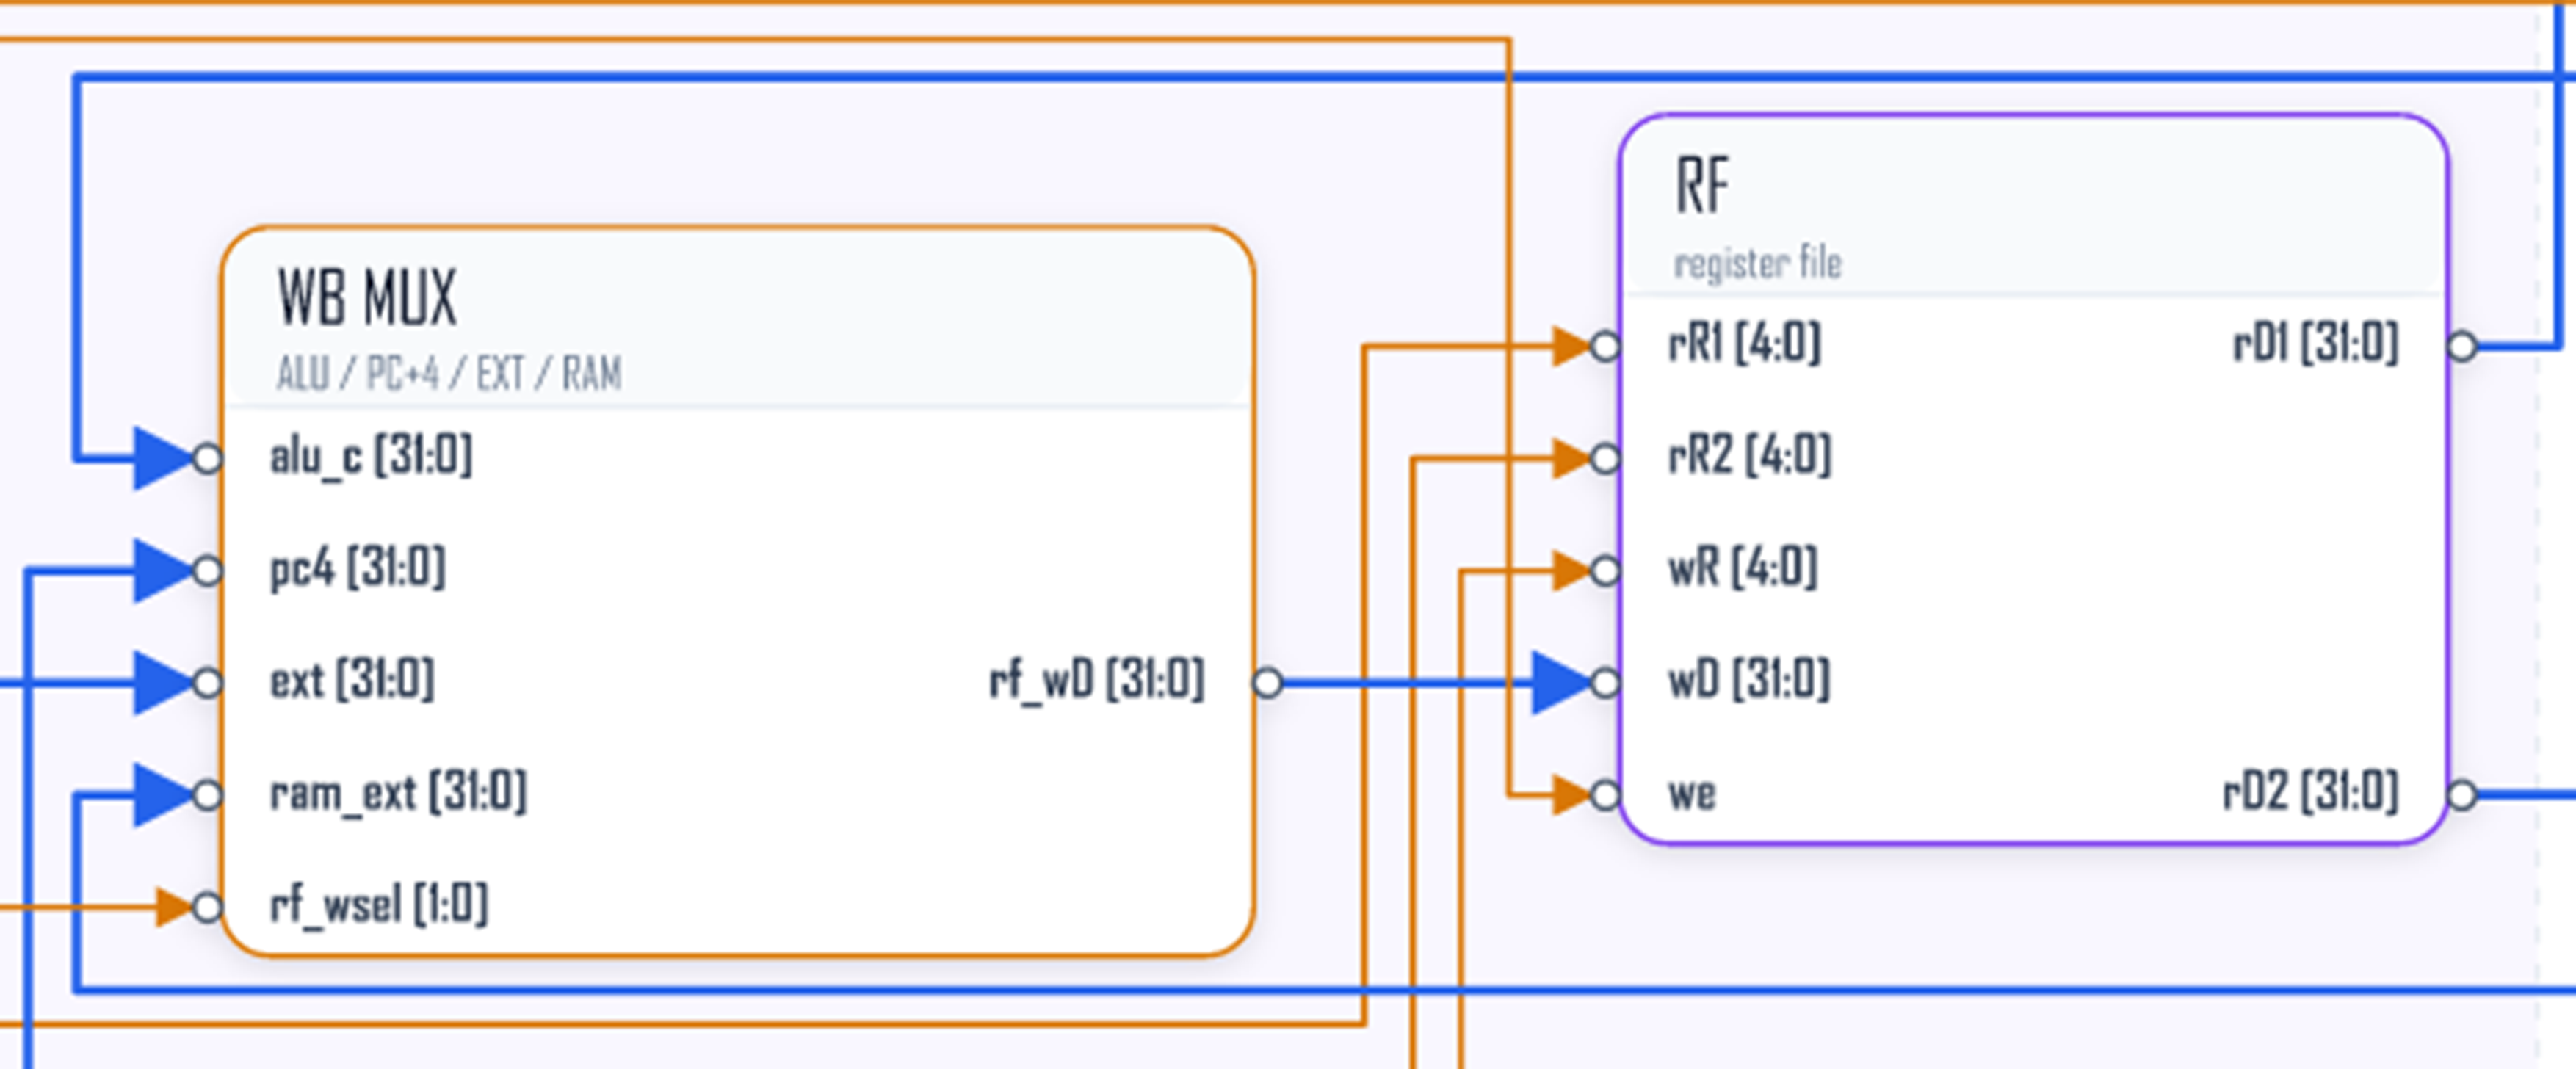 WB MUX
ALU / PC+4 / EXT / RAM
alu_c [31:0]
pc4 [31:0]
ext [31:0]
rf_wD [31:0]
ram_ext [31:0]
rf_wsel [1:0]
RF
register file
rR1 [4:0]
rD1 [31:0]
rR2 [4:0]
wR [4:0]
wD [31:0]
we
rD2 [31:0]